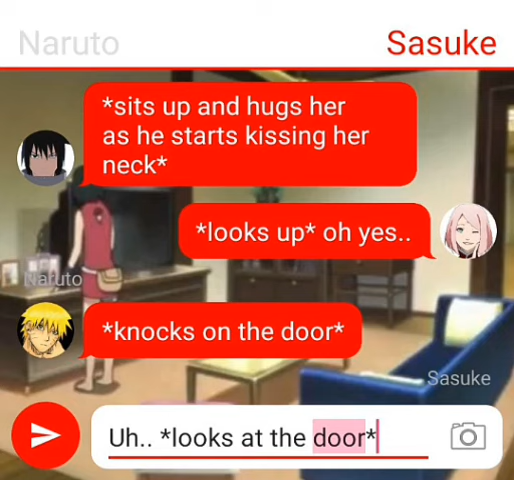 Naruto
Sasuke
*sits up and hugs her
as he starts kissing her
neck*
*looks up* oh yes..
Naruto
*knocks on the door*
Sasuke
Uh.. *looks at the door*